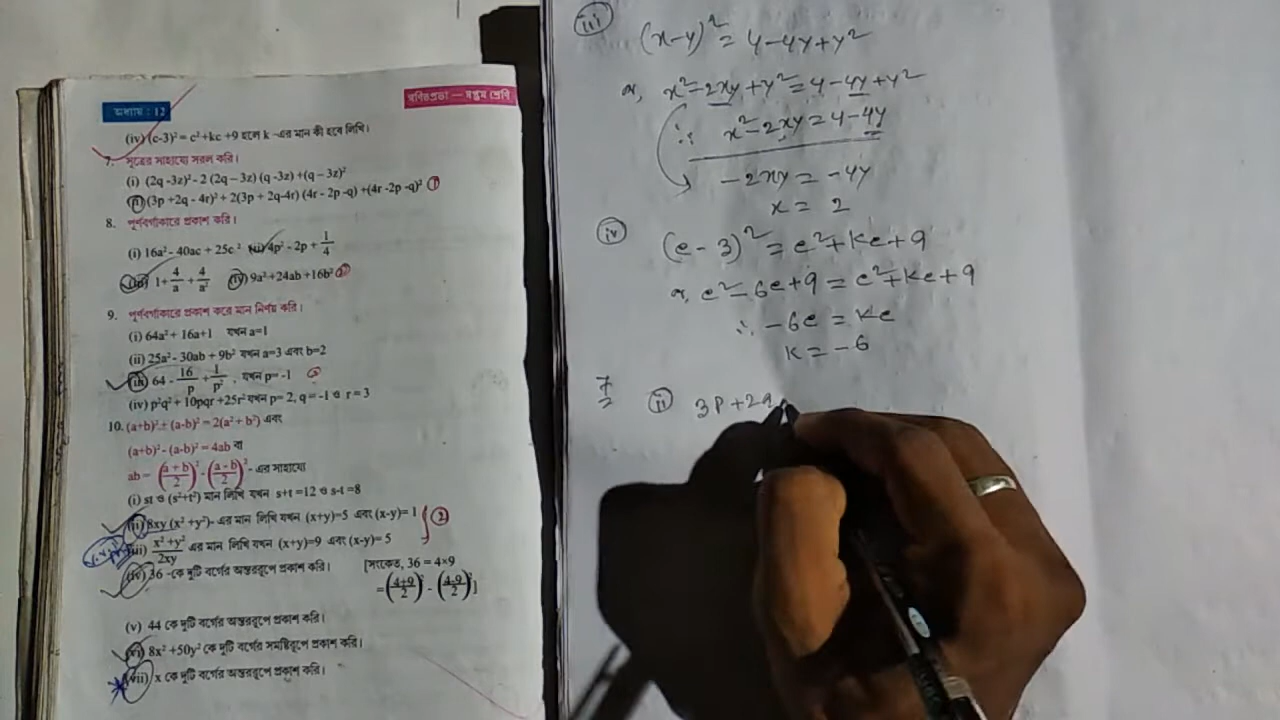 অধ্যায় : 12
গণিতপ্রভা — সপ্তম শ্রেণি
(iv) (c-3)² = c²+kc +9 হলে k -এর মান কী হবে লিখি।
7. সূত্রের সাহায্যে সরল করি।
(i) (2q -3z)² - 2 (2q – 3z) (q -3z) +(q – 3z)²
(ii) (3p + 2q - 4r)² + 2(3p + 2q-4r) (4r - 2p -q) +(4r -2p -q)² ①
8. পূর্ণবর্গাকারে প্রকাশ করি।
(i) 16a² - 40ac + 25c² (ii) 4p² - 2p + 1/4
(iii) 1+ 4/a + 4/a² (iv) 9a² +24ab +16b²
9. পূর্ণবর্গাকারে প্রকাশ করে মান নির্ণয় করি।
(i) 64a² + 16a+1 যখন a=1
(ii) 25a² - 30ab + 9b² যখন a=3 এবং b=2
(iii) 64 - 16/p + 1/p² , যখন p= -1
(iv) p²q² + 10pqr +25r² যখন p= 2, q = -1 ও r = 3
10. (a+b)² + (a-b)² = 2(a² + b²) এবং
(a+b)² - (a-b)² = 4ab বা
ab = ((a + b)/2)² - ((a - b)/2)² - এর সাহায্যে
(i) st ও (s²+t²) মান লিখি যখন s+t =12 ও s-t =8
(ii) 8xy (x² + y²)- এর মান লিখি যখন (x+y)=5 এবং (x-y)= 1 ②
(iii) (x² + y²)/2xy এর মান লিখি যখন (x+y)=9 এবং (x-y)= 5
(iv) 36 -কে দুটি বর্গের অন্তররূপে প্রকাশ করি। [সংকেত, 36 = 4×9
= ((4+9)/2)² - ((4-9)/2)²]
(v) 44 কে দুটি বর্গের অন্তররূপে প্রকাশ করি।
(vi) 8x² +50y² কে দুটি বর্গের সমষ্টিরূপে প্রকাশ করি।
(vii) x কে দুটি বর্গের অন্তররূপে প্রকাশ করি।
(iii) (x-y)² = 4-4y+y²
বা, x²-2xy+y²=4-4y+y²
∴ x²-2xy=4-4y
-2xy = -4y
x = 2
(iv) (c-3)² = c²+kc+9
বা, c²-6c+9 = c²+kc+9
∴ -6c = kc
k = -6
7 (ii) 3p+2q